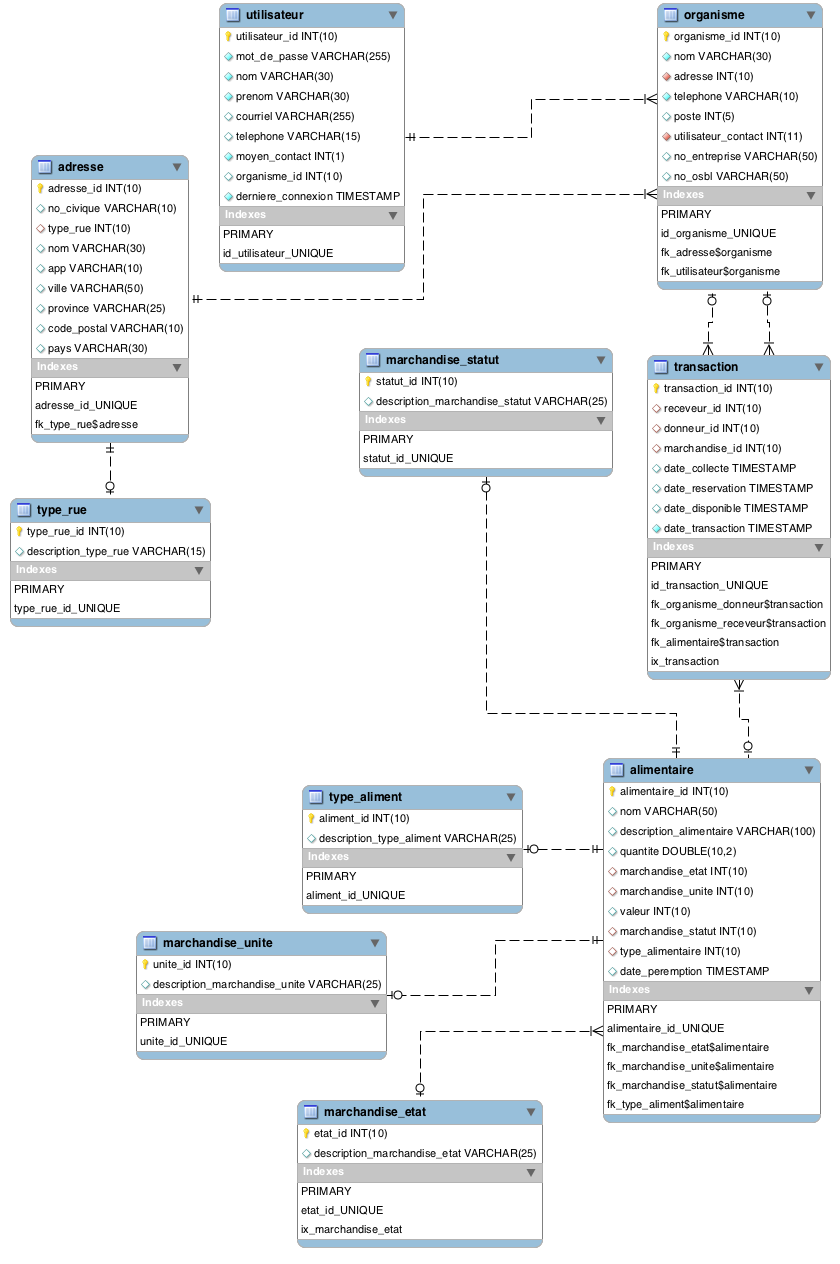 utilisateur
utilisateur_id INT(10)
mot_de_passe VARCHAR(255)
nom VARCHAR(30)
prenom VARCHAR(30)
courriel VARCHAR(255)
telephone VARCHAR(15)
moyen_contact INT(1)
organisme_id INT(10)
derniere_connexion TIMESTAMP
Indexes
PRIMARY
id_utilisateur_UNIQUE
organisme
organisme_id INT(10)
nom VARCHAR(30)
adresse INT(10)
telephone VARCHAR(10)
poste INT(5)
utilisateur_contact INT(11)
no_entreprise VARCHAR(50)
no_osbl VARCHAR(50)
Indexes
PRIMARY
id_organisme_UNIQUE
fk_adresse$organisme
fk_utilisateur$organisme
adresse
adresse_id INT(10)
no_civique VARCHAR(10)
type_rue INT(10)
nom VARCHAR(30)
app VARCHAR(10)
ville VARCHAR(50)
province VARCHAR(25)
code_postal VARCHAR(10)
pays VARCHAR(30)
Indexes
PRIMARY
adresse_id_UNIQUE
fk_type_rue$adresse
marchandise_statut
statut_id INT(10)
description_marchandise_statut VARCHAR(25)
Indexes
PRIMARY
statut_id_UNIQUE
transaction
transaction_id INT(10)
receveur_id INT(10)
donneur_id INT(10)
marchandise_id INT(10)
date_collecte TIMESTAMP
date_reservation TIMESTAMP
date_disponible TIMESTAMP
date_transaction TIMESTAMP
Indexes
PRIMARY
id_transaction_UNIQUE
fk_organisme_donneur$transaction
fk_organisme_receveur$transaction
fk_alimentaire$transaction
ix_transaction
type_rue
type_rue_id INT(10)
description_type_rue VARCHAR(15)
Indexes
PRIMARY
type_rue_id_UNIQUE
alimentaire
alimentaire_id INT(10)
nom VARCHAR(50)
description_alimentaire VARCHAR(100)
quantite DOUBLE(10,2)
marchandise_etat INT(10)
marchandise_unite INT(10)
valeur INT(10)
marchandise_statut INT(10)
type_alimentaire INT(10)
date_peremption TIMESTAMP
Indexes
PRIMARY
alimentaire_id_UNIQUE
fk_marchandise_etat$alimentaire
fk_marchandise_unite$alimentaire
fk_marchandise_statut$alimentaire
fk_type_aliment$alimentaire
type_aliment
aliment_id INT(10)
description_type_aliment VARCHAR(25)
Indexes
PRIMARY
aliment_id_UNIQUE
marchandise_unite
unite_id INT(10)
description_marchandise_unite VARCHAR(25)
Indexes
PRIMARY
unite_id_UNIQUE
marchandise_etat
etat_id INT(10)
description_marchandise_etat VARCHAR(25)
Indexes
PRIMARY
etat_id_UNIQUE
ix_marchandise_etat